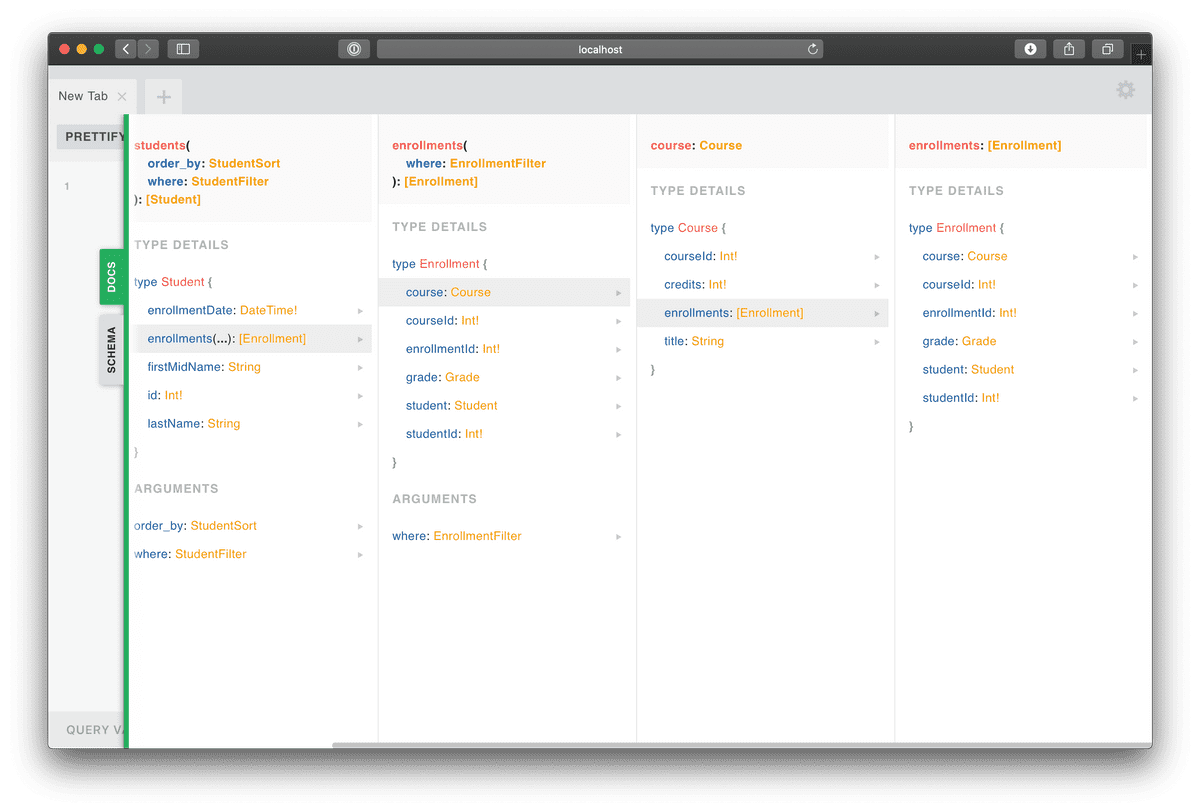 localhost
New Tab
PRETTIFY
1
DOCS
SCHEMA
QUERY
students(
order_by: StudentSort
where: StudentFilter
): [Student]
TYPE DETAILS
type Student {
enrollmentDate: DateTime!
enrollments(...): [Enrollment]
firstMidName: String
id: Int!
lastName: String
}
ARGUMENTS
order_by: StudentSort
where: StudentFilter
enrollments(
where: EnrollmentFilter
): [Enrollment]
TYPE DETAILS
type Enrollment {
course: Course
courseId: Int!
enrollmentId: Int!
grade: Grade
student: Student
studentId: Int!
}
ARGUMENTS
where: EnrollmentFilter
course: Course
TYPE DETAILS
type Course {
courseId: Int!
credits: Int!
enrollments: [Enrollment]
title: String
}
enrollments: [Enrollment]
TYPE DETAILS
type Enrollment {
course: Course
courseId: Int!
enrollmentId: Int!
grade: Grade
student: Student
studentId: Int!
}